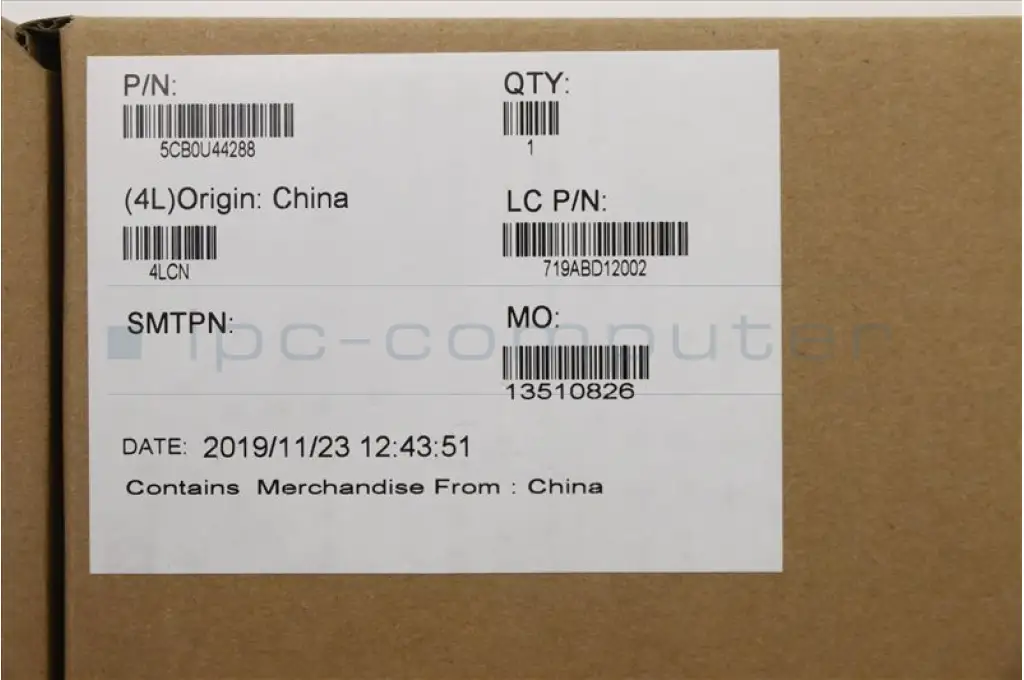 P/N:
5CB0U44288
QTY:
1
(4L)Origin: China
4LCN
LC P/N:
719ABD12002
SMTPN:
MO:
13510826
ipc-computer
DATE: 2019/11/23 12:43:51
Contains Merchandise From : China